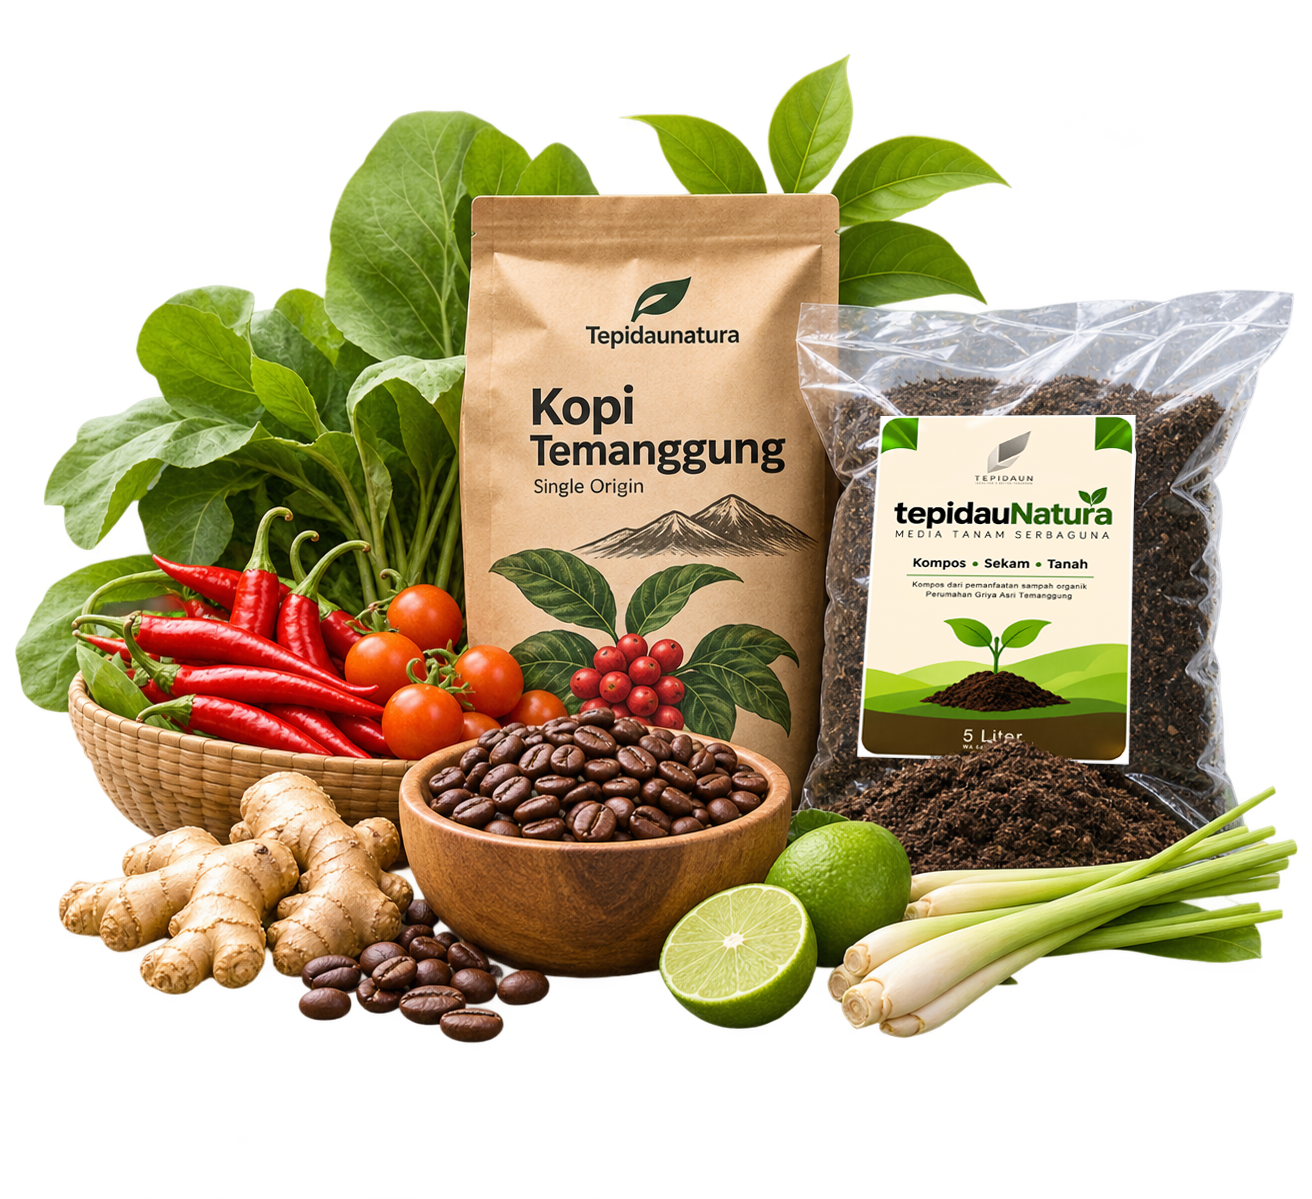 Tepidaunatura
Kopi
Temanggung
Single Origin
TEPIDAUN
tepidauNatura
MEDIA TANAM SERBAGUNA
Kompos • Sekam • Tanah
Kompos dari pemanfaatan sampah organik
Perumahan Griya Asri Temanggung
5 Liter